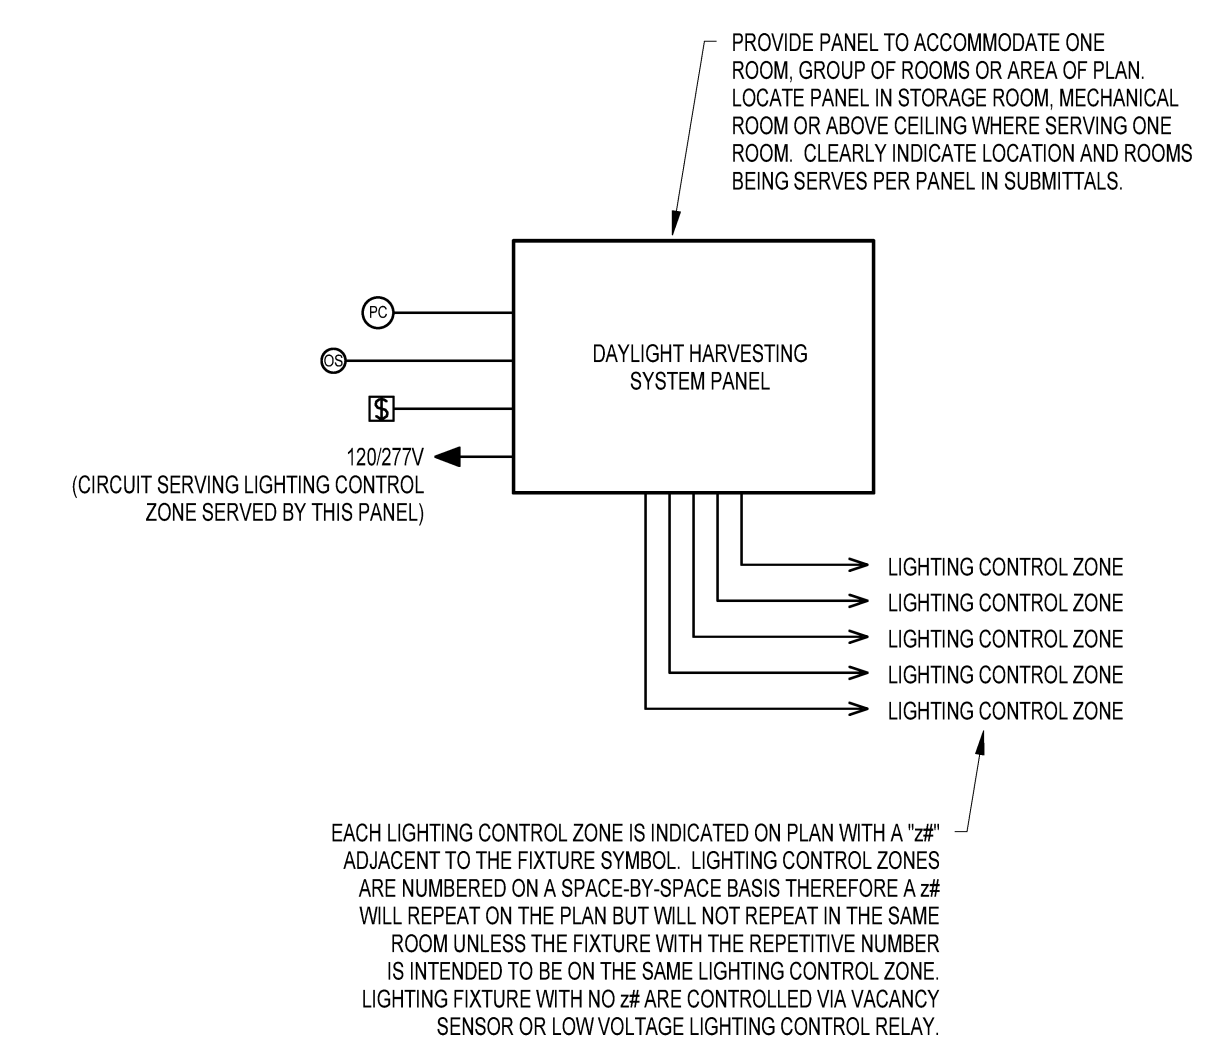 PROVIDE PANEL TO ACCOMMODATE ONE
ROOM, GROUP OF ROOMS OR AREA OF PLAN.
LOCATE PANEL IN STORAGE ROOM, MECHANICAL
ROOM OR ABOVE CEILING WHERE SERVING ONE
ROOM. CLEARLY INDICATE LOCATION AND ROOMS
BEING SERVES PER PANEL IN SUBMITTALS.
PC
OS
$
120/277V
(CIRCUIT SERVING LIGHTING CONTROL
ZONE SERVED BY THIS PANEL)
DAYLIGHT HARVESTING
SYSTEM PANEL
LIGHTING CONTROL ZONE
LIGHTING CONTROL ZONE
LIGHTING CONTROL ZONE
LIGHTING CONTROL ZONE
LIGHTING CONTROL ZONE
EACH LIGHTING CONTROL ZONE IS INDICATED ON PLAN WITH A "z#"
ADJACENT TO THE FIXTURE SYMBOL. LIGHTING CONTROL ZONES
ARE NUMBERED ON A SPACE-BY-SPACE BASIS THEREFORE A z#
WILL REPEAT ON THE PLAN BUT WILL NOT REPEAT IN THE SAME
ROOM UNLESS THE FIXTURE WITH THE REPETITIVE NUMBER
IS INTENDED TO BE ON THE SAME LIGHTING CONTROL ZONE.
LIGHTING FIXTURE WITH NO z# ARE CONTROLLED VIA VACANCY
SENSOR OR LOW VOLTAGE LIGHTING CONTROL RELAY.